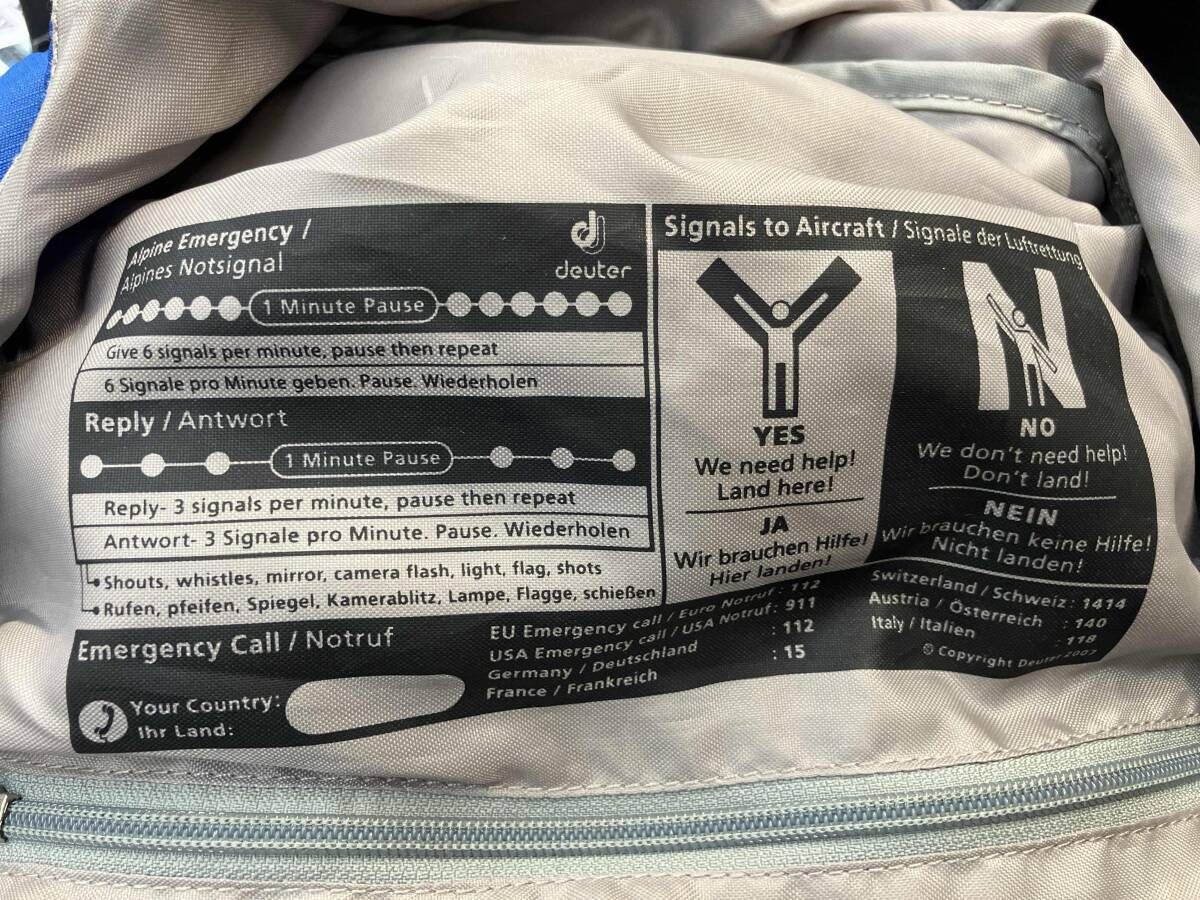 Alpine Emergency /
Alpines Notsignal
deuter
1 Minute Pause
Give 6 signals per minute, pause then repeat
6 Signale pro Minute geben. Pause. Wiederholen
Reply / Antwort
1 Minute Pause
Reply- 3 signals per minute, pause then repeat
Antwort- 3 Signale pro Minute. Pause. Wiederholen
Shouts, whistles, mirror, camera flash, light, flag, shots
Rufen, pfeifen, Spiegel, Kamerablitz, Lampe, Flagge, schießen
Signals to Aircraft / Signale der Luftrettung
YES
We need help!
Land here!
JA
Wir brauchen Hilfe!
Hier landen!
N
NO
We don't need help!
Don't land!
NEIN
Wir brauchen keine Hilfe!
Nicht landen!
Emergency Call / Notruf
Your Country:
Ihr Land:
EU Emergency call / Euro Notruf : 112
USA Emergency call / USA Notruf : 911
Germany / Deutschland : 112
France / Frankreich : 15
Switzerland / Schweiz : 1414
Austria / Österreich : 140
Italy / Italien : 118
© Copyright Deuter 2007